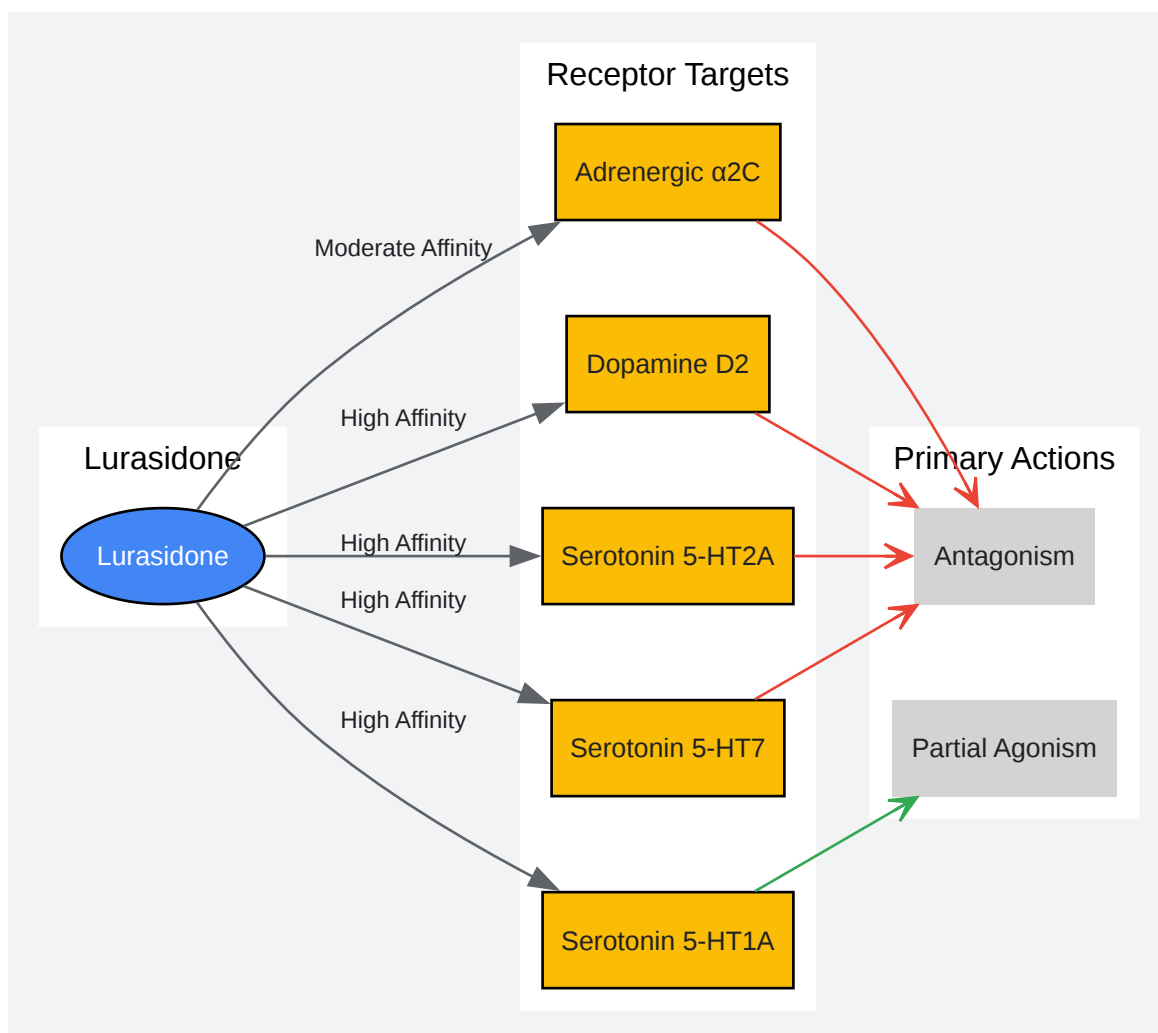 Receptor Targets
Adrenergic α2C
Moderate Affinity
Dopamine D2
High Affinity
Lurasidone
Primary Actions
High Affinity
Lurasidone
Serotonin 5-HT2A
Antagonism
High Affinity
High Affinity
Serotonin 5-HT7
Partial Agonism
Serotonin 5-HT1A